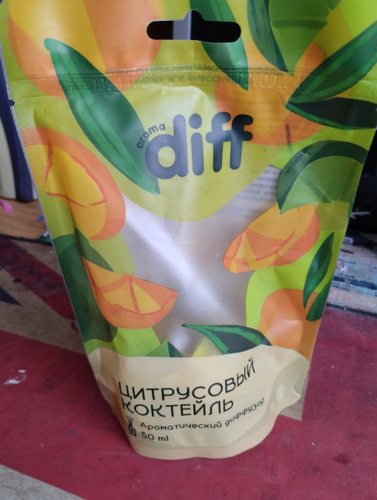 aroma
diff
ЦИТРУСОВЫЙ
КОКТЕЙЛЬ
Ароматический диффузор
50 ml